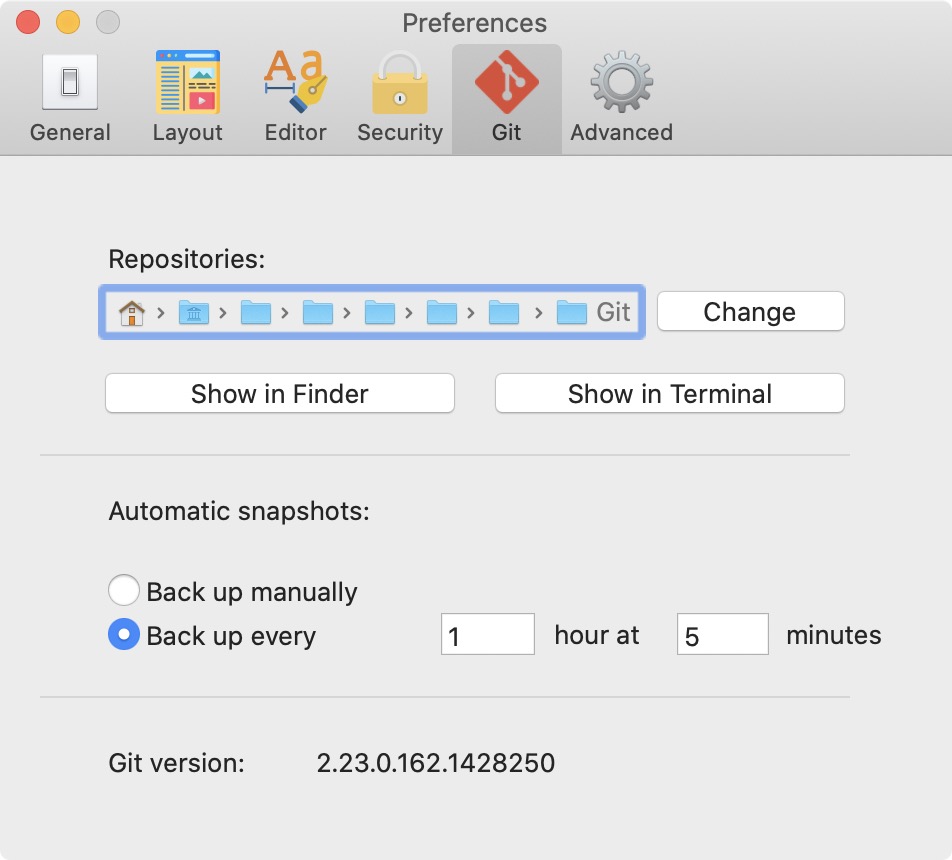 Preferences
General Layout Editor Security Git Advanced
Repositories:
Git Change
Show in Finder Show in Terminal
Automatic snapshots:
Back up manually
Back up every 1 hour at 5 minutes
Git version: 2.23.0.162.1428250